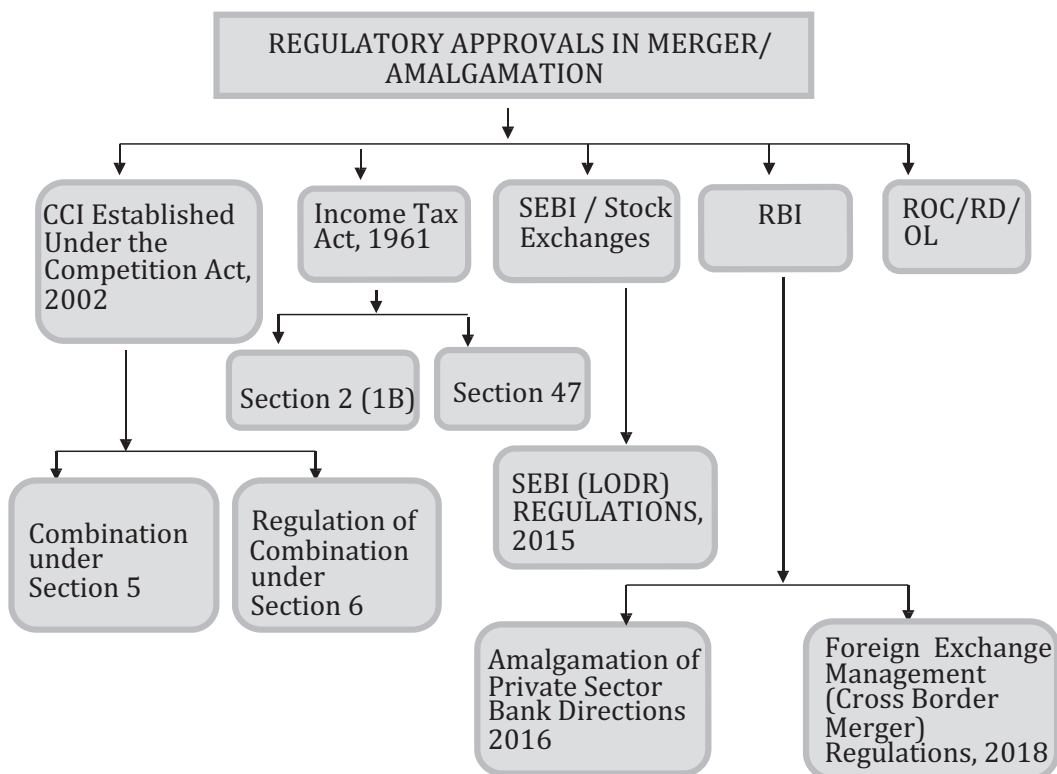 REGULATORY APPROVALS IN MERGER/
AMALGAMATION
CCI Established
Under the
Competition Act,
2002
Income Tax
Act, 1961
SEBI / Stock
Exchanges
RBI
ROC/RD/
OL
Section 2 (1B)
Section 47
Combination
under
Section 5
Regulation of
Combination
under
Section 6
SEBI (LODR)
REGULATIONS,
2015
Amalgamation of
Private Sector
Bank Directions
2016
Foreign Exchange
Management
(Cross Border
Merger)
Regulations, 2018